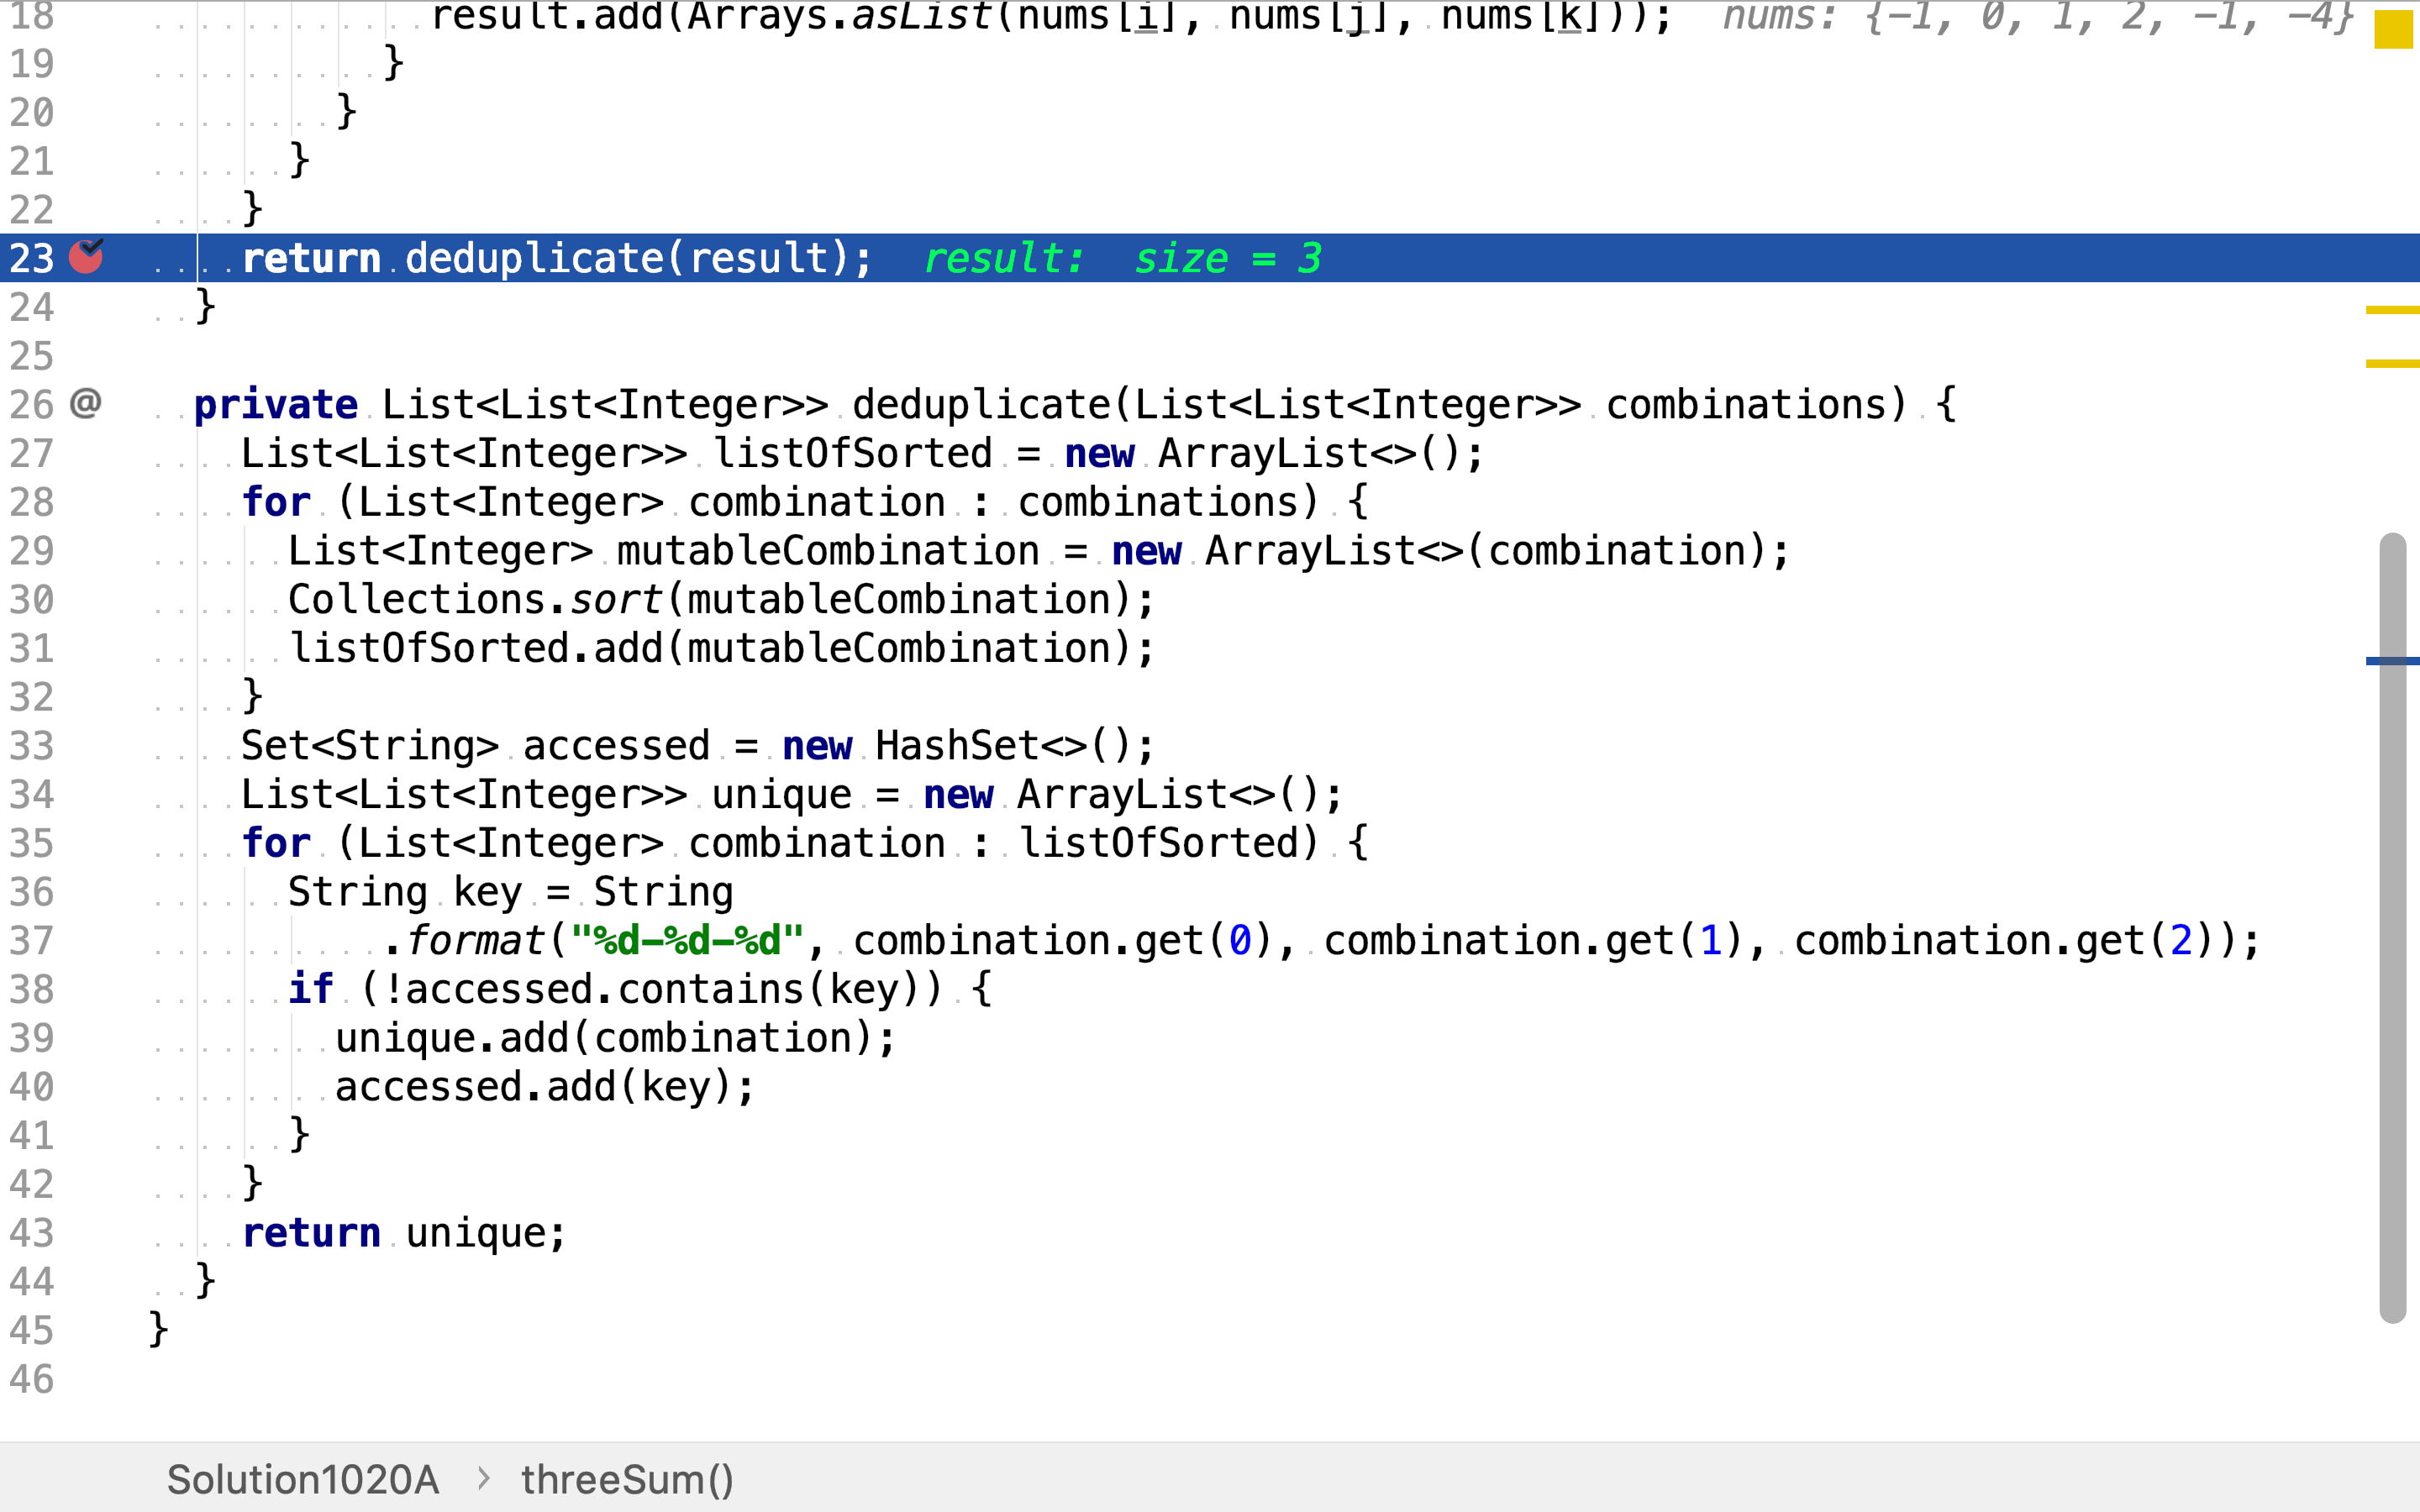 18 result.add(Arrays.asList(nums[i], nums[j], nums[k])); nums: {-1, 0, 1, 2, -1, -4}
19 }
20 }
21 }
22 }
23 return deduplicate(result); result: size = 3
24 }
25
26 @ private List<List<Integer>> deduplicate(List<List<Integer>> combinations) {
27 List<List<Integer>> listOfSorted = new ArrayList<>();
28 for (List<Integer> combination : combinations) {
29 List<Integer> mutableCombination = new ArrayList<>(combination);
30 Collections.sort(mutableCombination);
31 listOfSorted.add(mutableCombination);
32 }
33 Set<String> accessed = new HashSet<>();
34 List<List<Integer>> unique = new ArrayList<>();
35 for (List<Integer> combination : listOfSorted) {
36 String key = String
37 .format("%d-%d-%d", combination.get(0), combination.get(1), combination.get(2));
38 if (!accessed.contains(key)) {
39 unique.add(combination);
40 accessed.add(key);
41 }
42 }
43 return unique;
44 }
45 }
46
Solution1020A > threeSum()